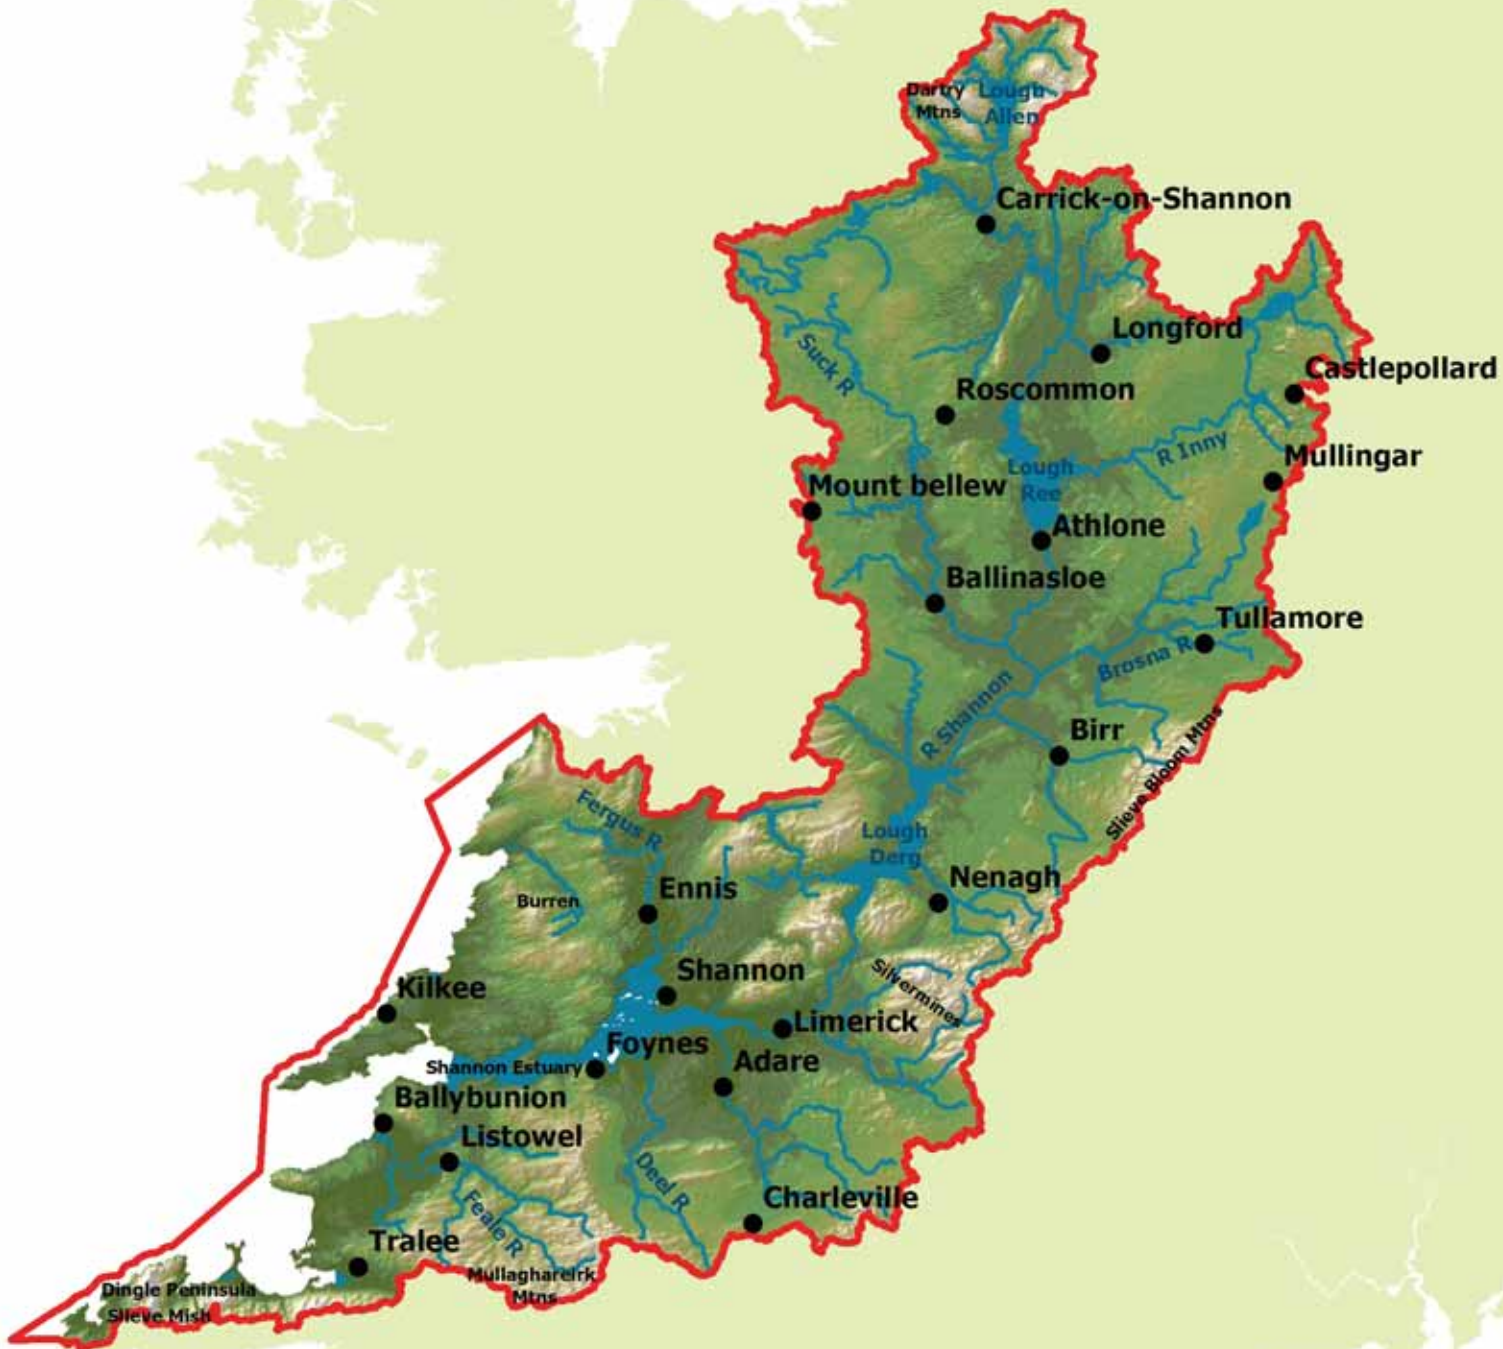 Dartry
Mtns
Lough
Allen
Carrick-on-Shannon
Longford
Suck R
Castlepollard
Roscommon
R Inny
Mullingar
Lough
Ree
Mount bellew
Athlone
Ballinasloe
Tullamore
Brosna R
R Shannon
Birr
Slieve Bloom Mtns
Fergus R
Lough
Derg
Nenagh
Ennis
Burren
Shannon
Silvermines
Kilkee
Limerick
Foynes
Shannon Estuary
Adare
Ballybunion
Listowel
Deel R
Charleville
Feale R
Tralee
Mullaghareirk
Mtns
Dingle Peninsula
Slieve Mish